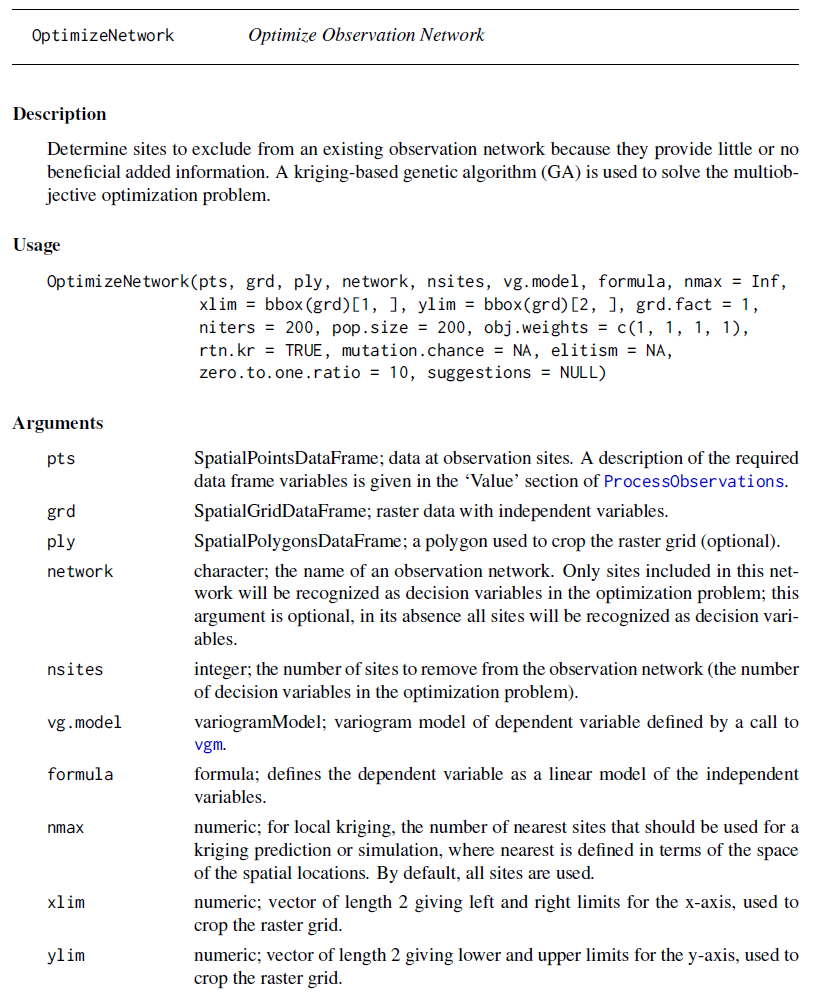 OptimizeNetwork Optimize Observation Network
Description
Determine sites to exclude from an existing observation network because they provide little or no
beneficial added information. A kriging-based genetic algorithm (GA) is used to solve the multiob-
jective optimization problem.
Usage
OptimizeNetwork(pts, grd, ply, network, nsites, vg.model, formula, nmax = Inf,
xlim = bbox(grd)[1, ], ylim = bbox(grd)[2, ], grd.fact = 1,
niters = 200, pop.size = 200, obj.weights = c(1, 1, 1, 1),
rtn.kr = TRUE, mutation.chance = NA, elitism = NA,
zero.to.one.ratio = 10, suggestions = NULL)
Arguments
pts SpatialPointsDataFrame; data at observation sites. A description of the required
data frame variables is given in the ‘Value’ section of ProcessObservations.
grd SpatialGridDataFrame; raster data with independent variables.
ply SpatialPolygonsDataFrame; a polygon used to crop the raster grid (optional).
network character; the name of an observation network. Only sites included in this net-
work will be recognized as decision variables in the optimization problem; this
argument is optional, in its absence all sites will be recognized as decision vari-
ables.
nsites integer; the number of sites to remove from the observation network (the number
of decision variables in the optimization problem).
vg.model variogramModel; variogram model of dependent variable defined by a call to
vgm.
formula formula; defines the dependent variable as a linear model of the independent
variables.
nmax numeric; for local kriging, the number of nearest sites that should be used for a
kriging prediction or simulation, where nearest is defined in terms of the space
of the spatial locations. By default, all sites are used.
xlim numeric; vector of length 2 giving left and right limits for the x-axis, used to
crop the raster grid.
ylim numeric; vector of length 2 giving lower and upper limits for the y-axis, used to
crop the raster grid.